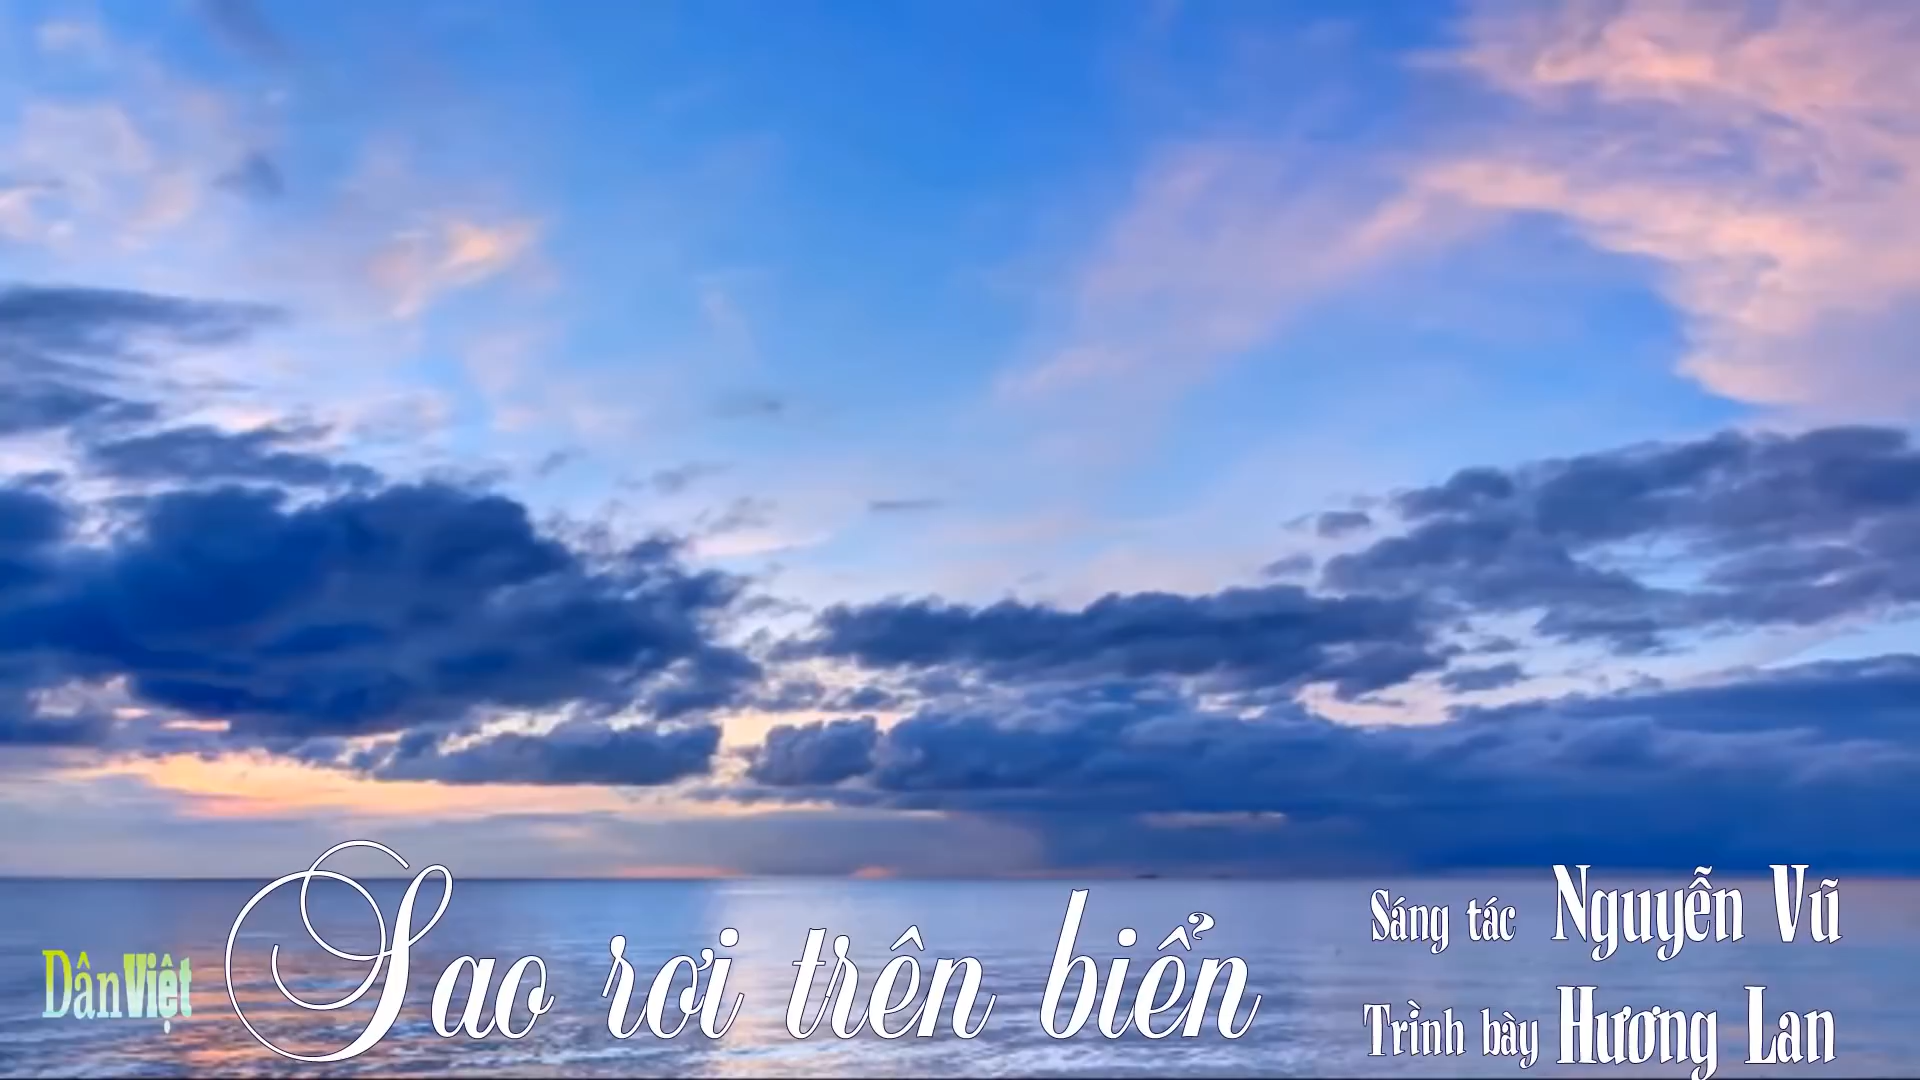 Dân Việt
Sao rơi trên biển
Sáng tác Nguyễn Vũ
Trình bày Hương Lan